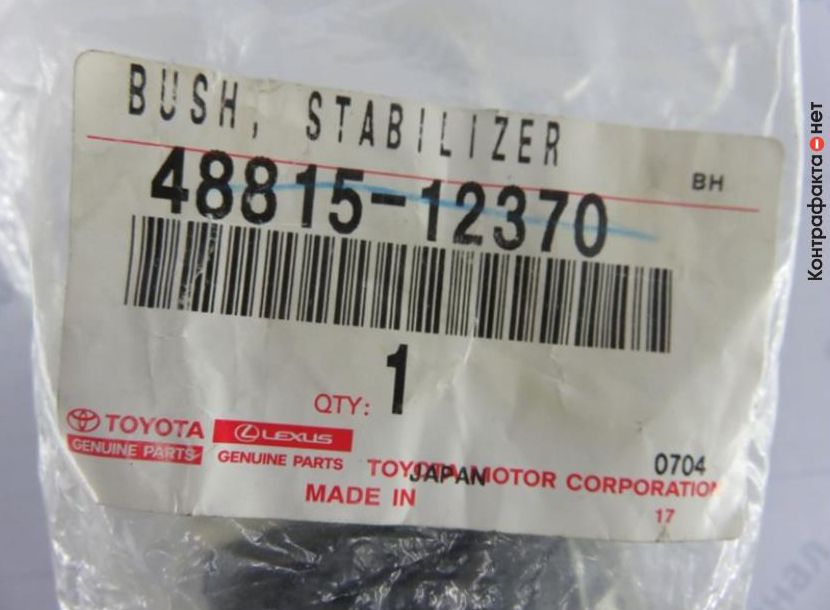 BUSH, STABILIZER
BH
48815-12370
QTY: 1
TOYOTA
GENUINE PARTS
LEXUS
GENUINE PARTS
0704
TOYOTA MOTOR CORPORATION
JAPAN
MADE IN
17
Контрафакта нет